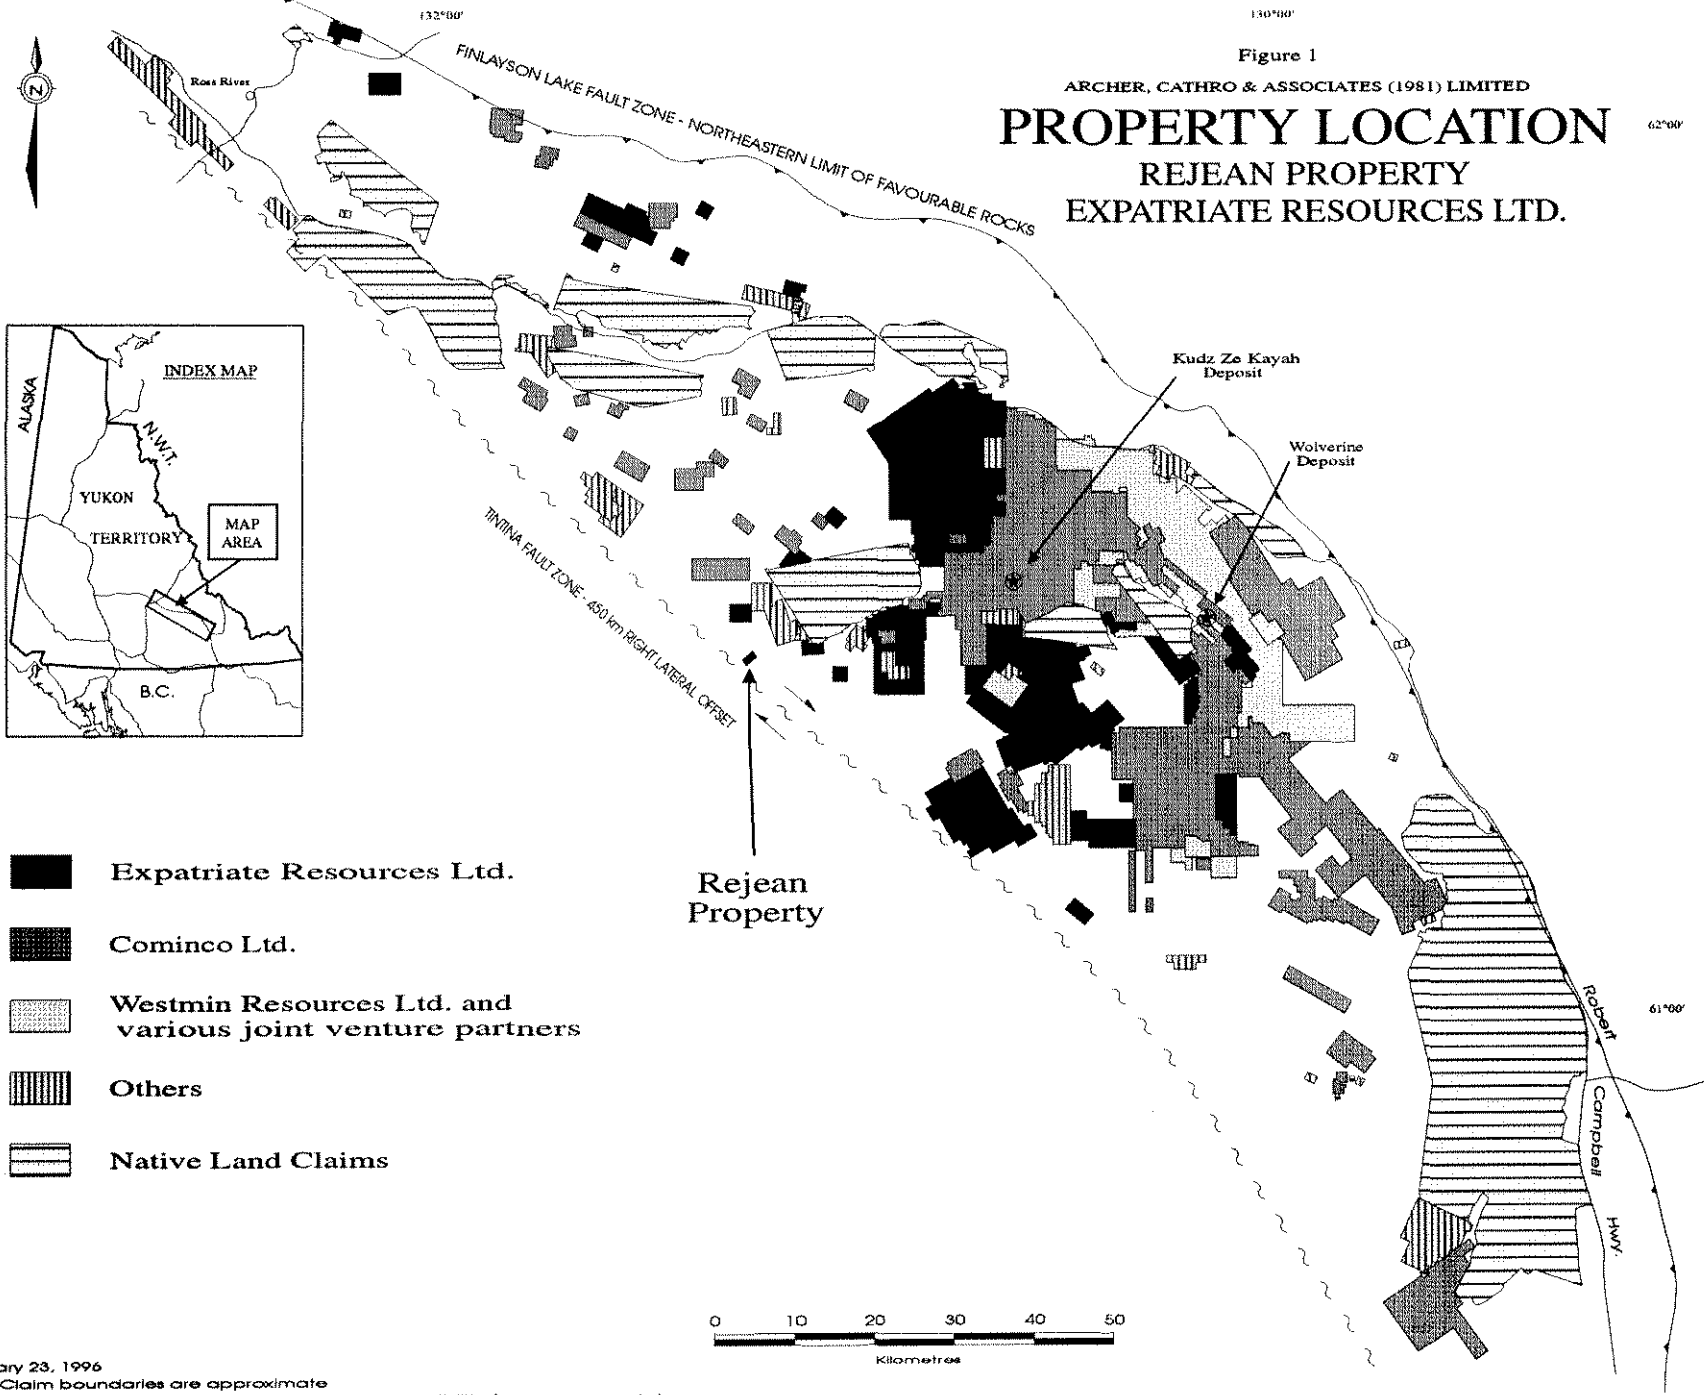 132°00'
130°00'
Figure 1
ARCHER, CATHRO & ASSOCIATES (1981) LIMITED
PROPERTY LOCATION
62°00'
REJEAN PROPERTY
EXPATRIATE RESOURCES LTD.
N
Ross River
FINLAYSON LAKE FAULT ZONE - NORTHEASTERN LIMIT OF FAVOURABLE ROCKS
INDEX MAP
ALASKA
N.W.T.
YUKON
TERRITORY
MAP
AREA
B.C.
Kudz Ze Kayah
Deposit
Wolverine
Deposit
TINTINA FAULT ZONE - 450 km RIGHT LATERAL OFFSET
Rejean
Property
Expatriate Resources Ltd.
Cominco Ltd.
Westmin Resources Ltd. and
various joint venture partners
Others
Native Land Claims
61°00'
Robert
Campbell
Hwy.
0 10 20 30 40 50
Kilometres
ary 23, 1996
Claim boundaries are approximate